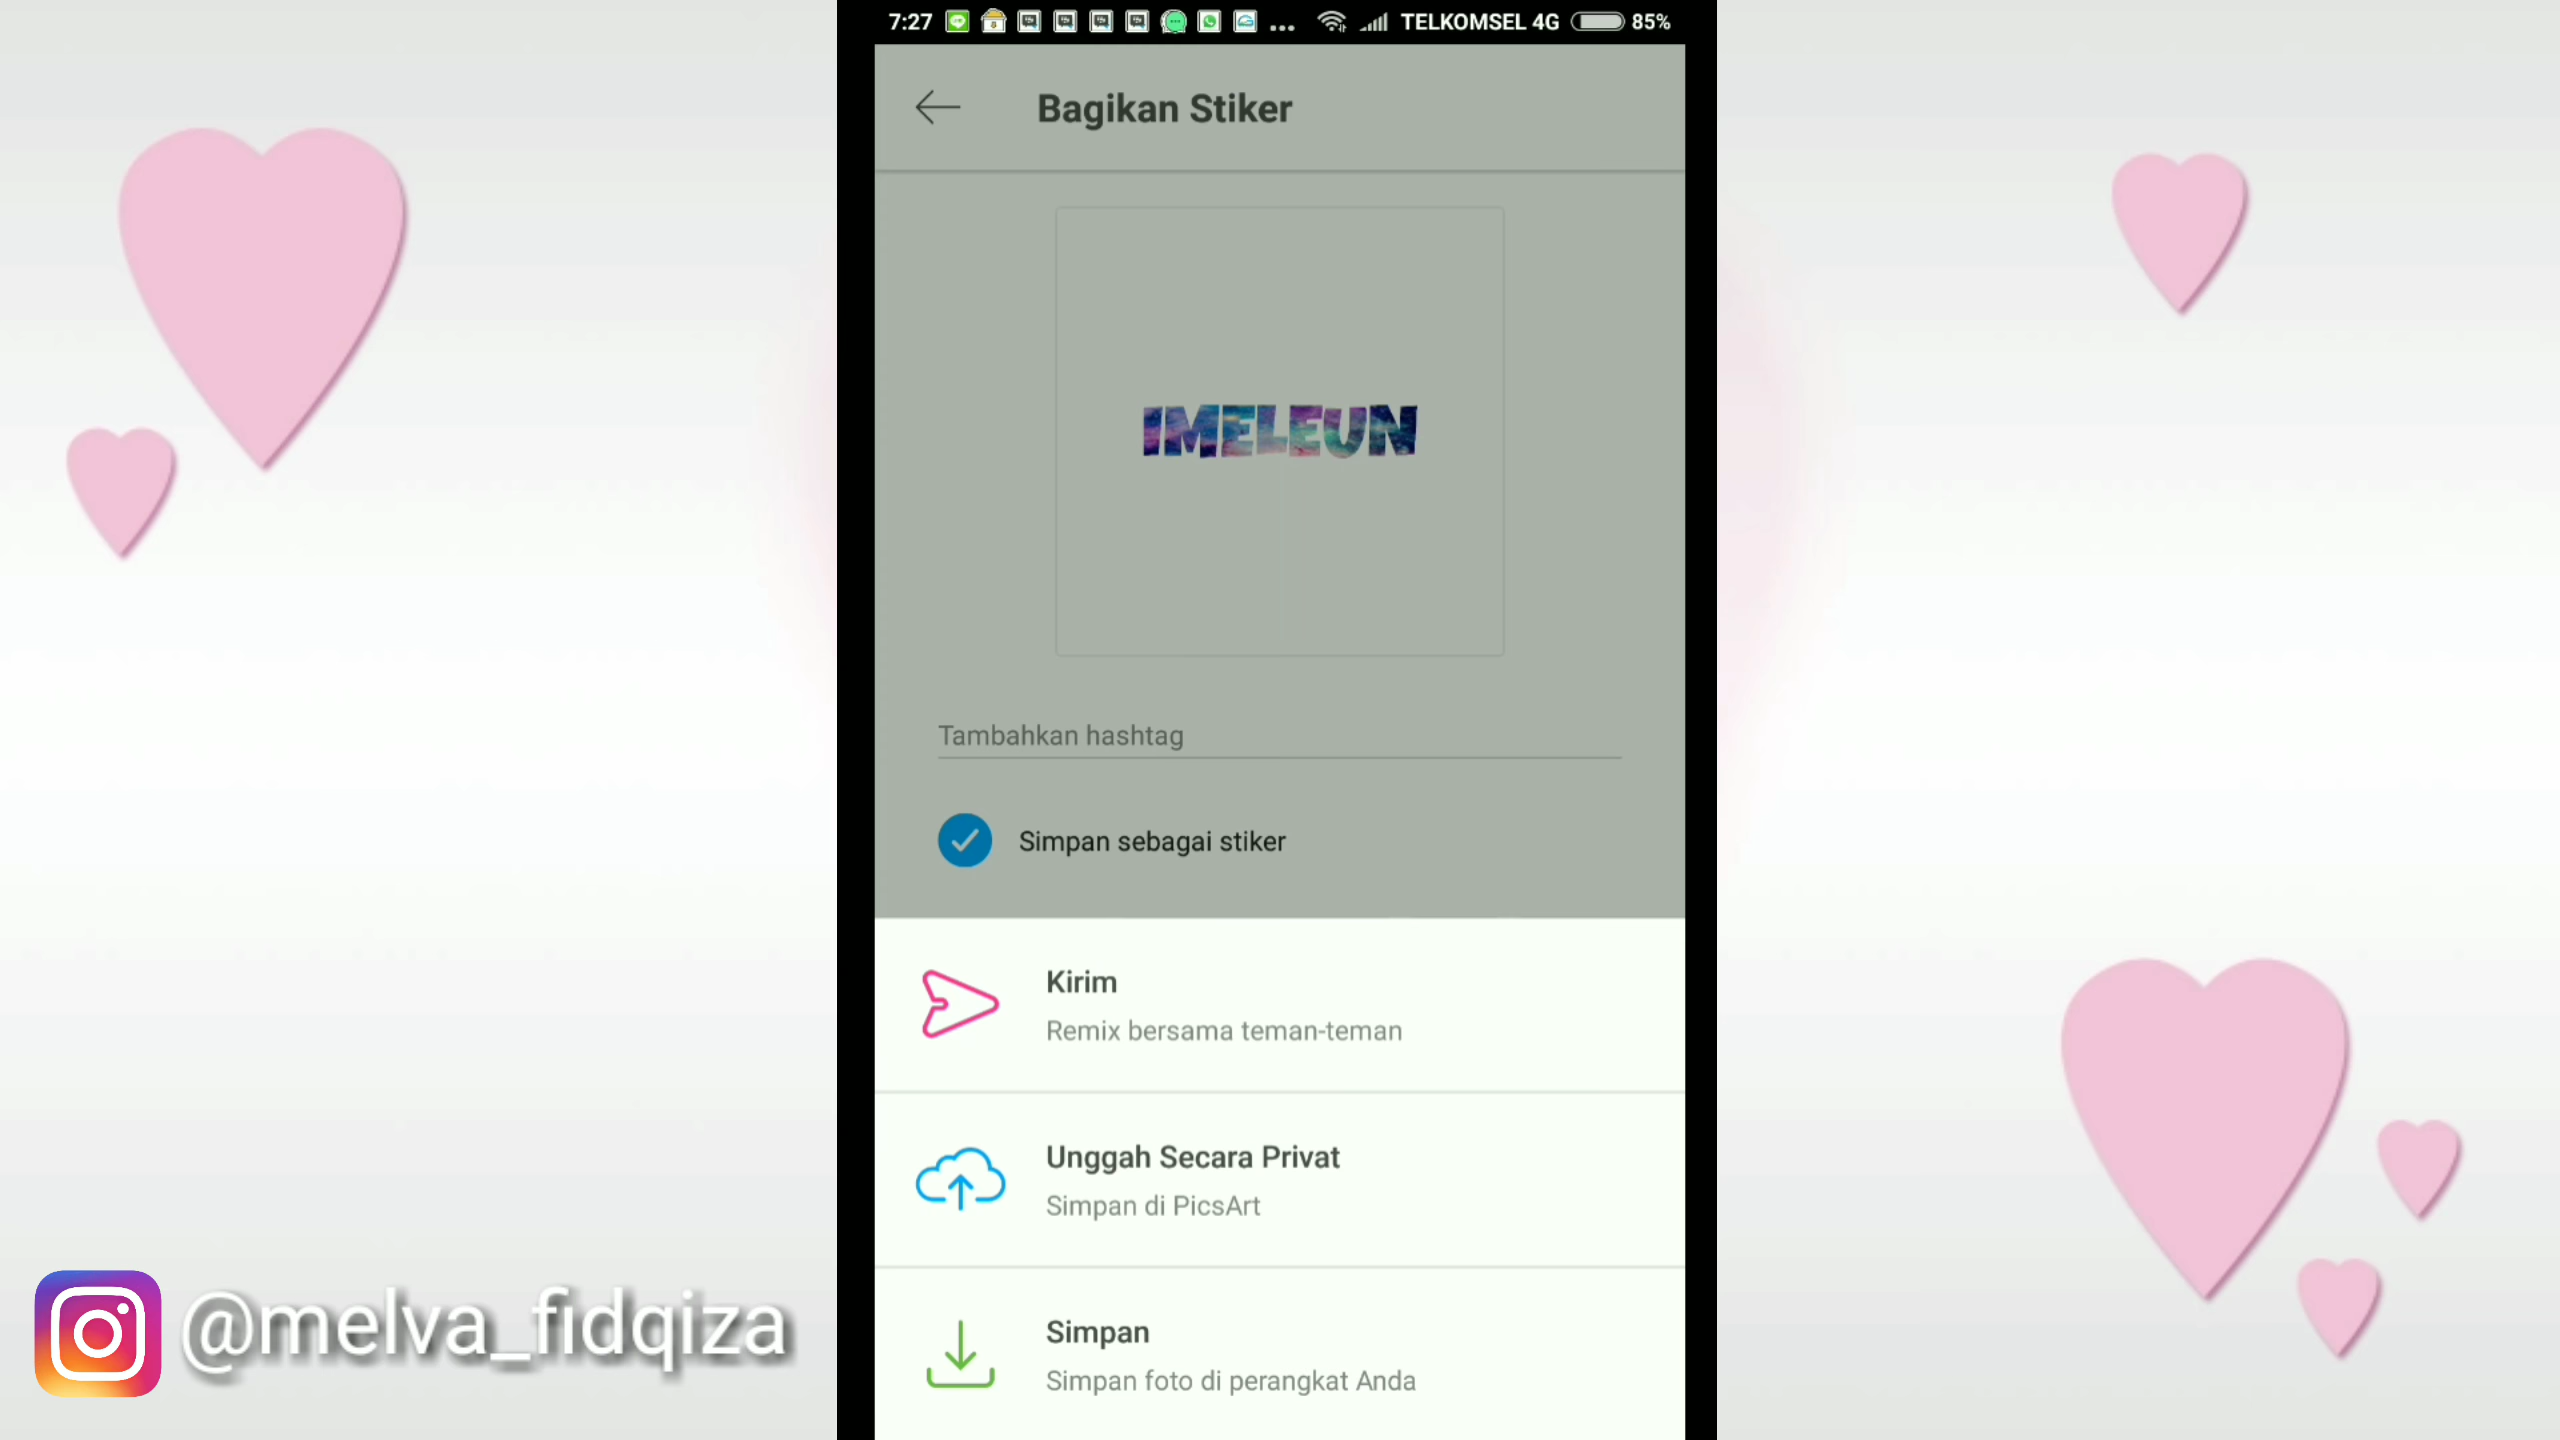 7:27 ... TELKOMSEL 4G 85%
Bagikan Stiker
IMELEUN
Tambahkan hashtag
Simpan sebagai stiker
Kirim
Remix bersama teman-teman
Unggah Secara Privat
Simpan di PicsArt
Simpan
Simpan foto di perangkat Anda
@melva_fidqiza